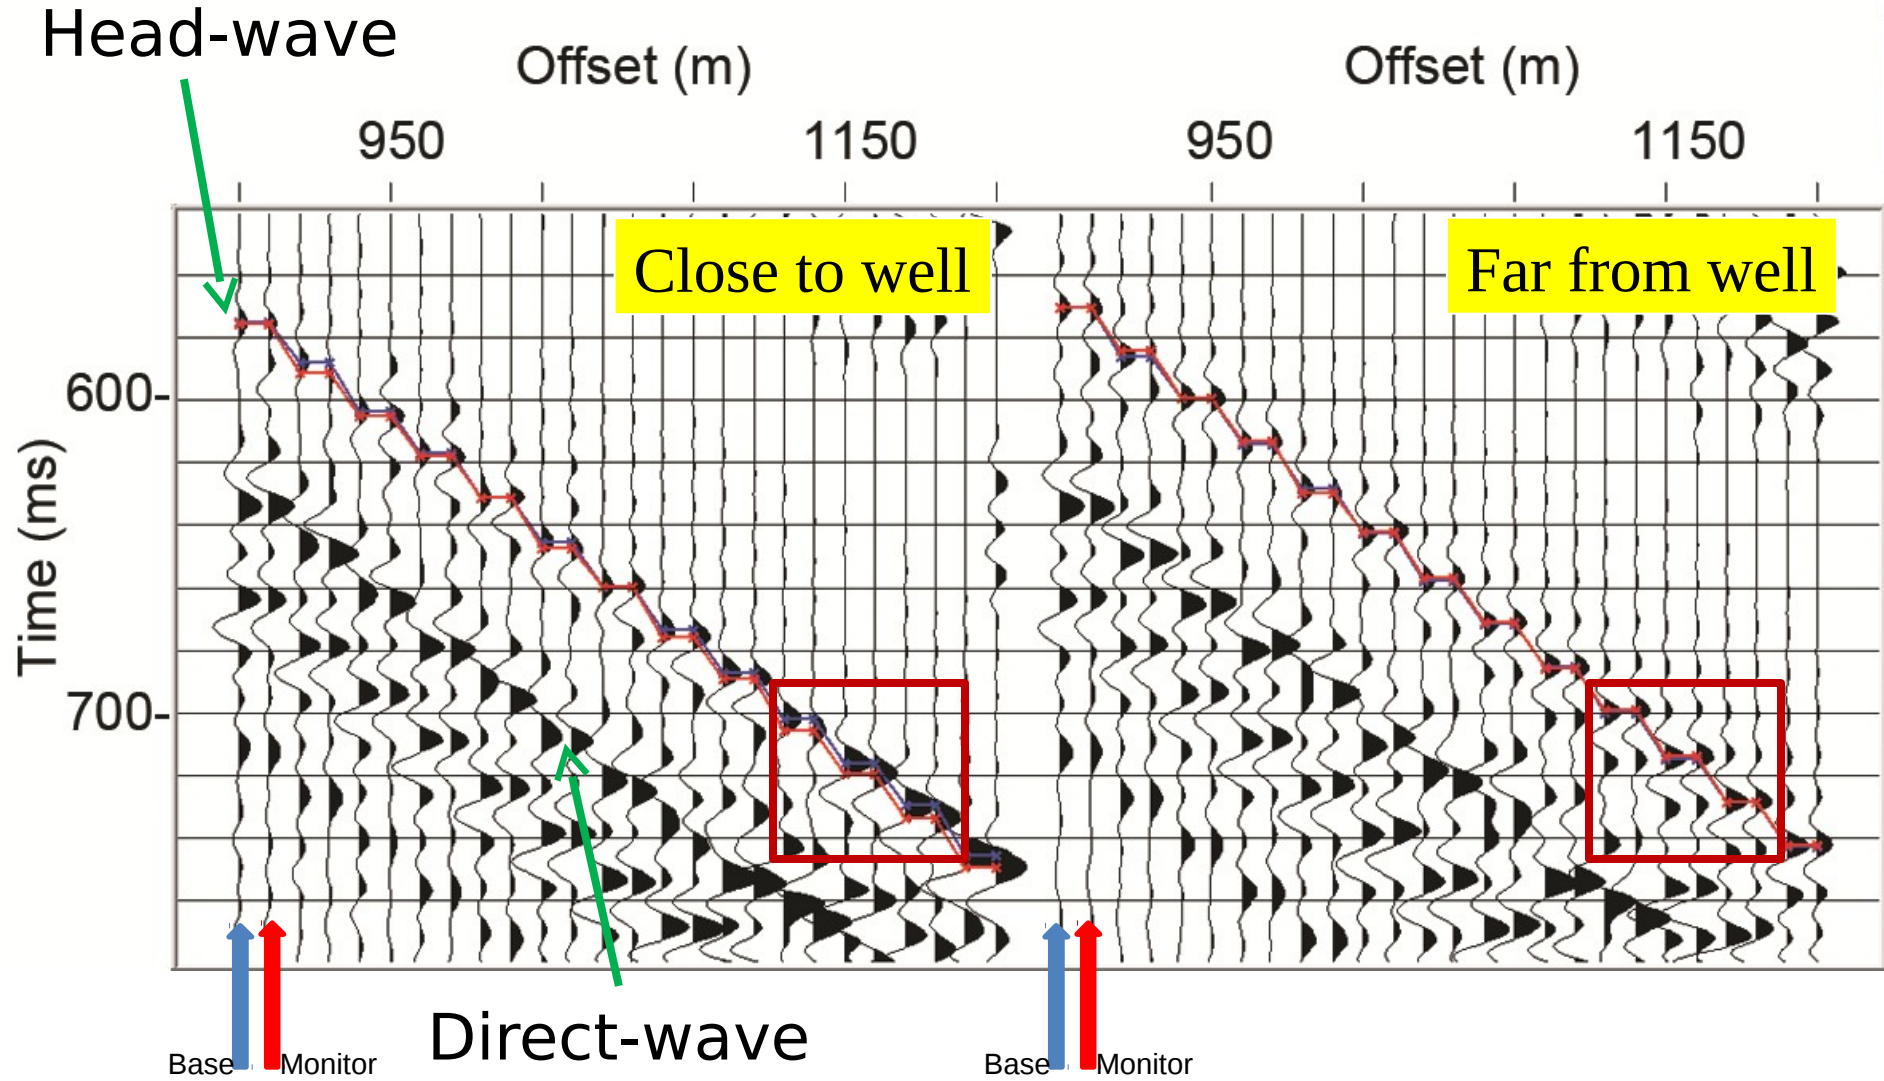 Head-wave
Offset (m)
Offset (m)
950
1150
950
1150
Close to well
Far from well
600-
Time (ms)
700-
Direct-wave
Base
Monitor
Base
Monitor